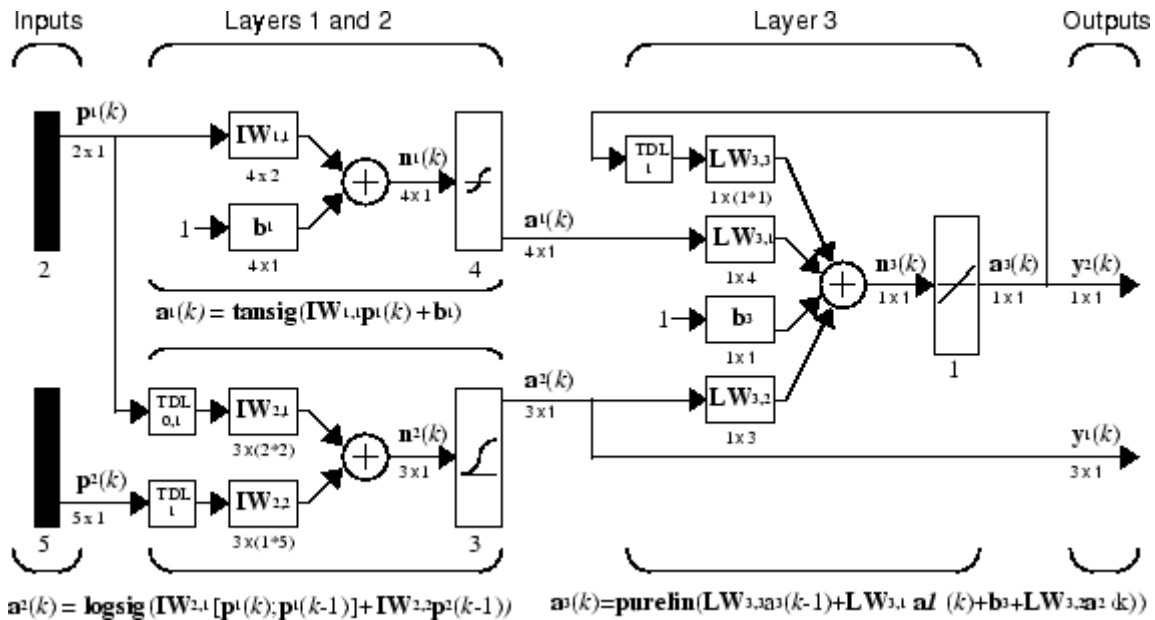 Inputs
Layers 1 and 2
Layer 3
Outputs
p1(k)
2 x 1
2
IW1,1
4 x 2
1
b1
4 x 1
n1(k)
4 x 1
4
a1(k)
4 x 1
a1(k) = tansig(IW1,1p1(k) + b1)
TDL
1
LW3,3
1 x (1*1)
LW3,1
1 x 4
1
b3
1 x 1
LW3,2
1 x 3
n3(k)
1 x 1
1
a3(k)
1 x 1
y2(k)
1 x 1
TDL
0,1
IW2,1
3 x (2*2)
p2(k)
5 x 1
5
TDL
1
IW2,2
3 x (1*5)
n2(k)
3 x 1
3
a2(k)
3 x 1
y1(k)
3 x 1
a2(k) = logsig(IW2,1 [p1(k);p1(k-1)]+ IW2,2p2(k-1))
a3(k)=purelin(LW3,3a3(k-1)+LW3,1 a1 (k)+b3+LW3,2a2 (k))